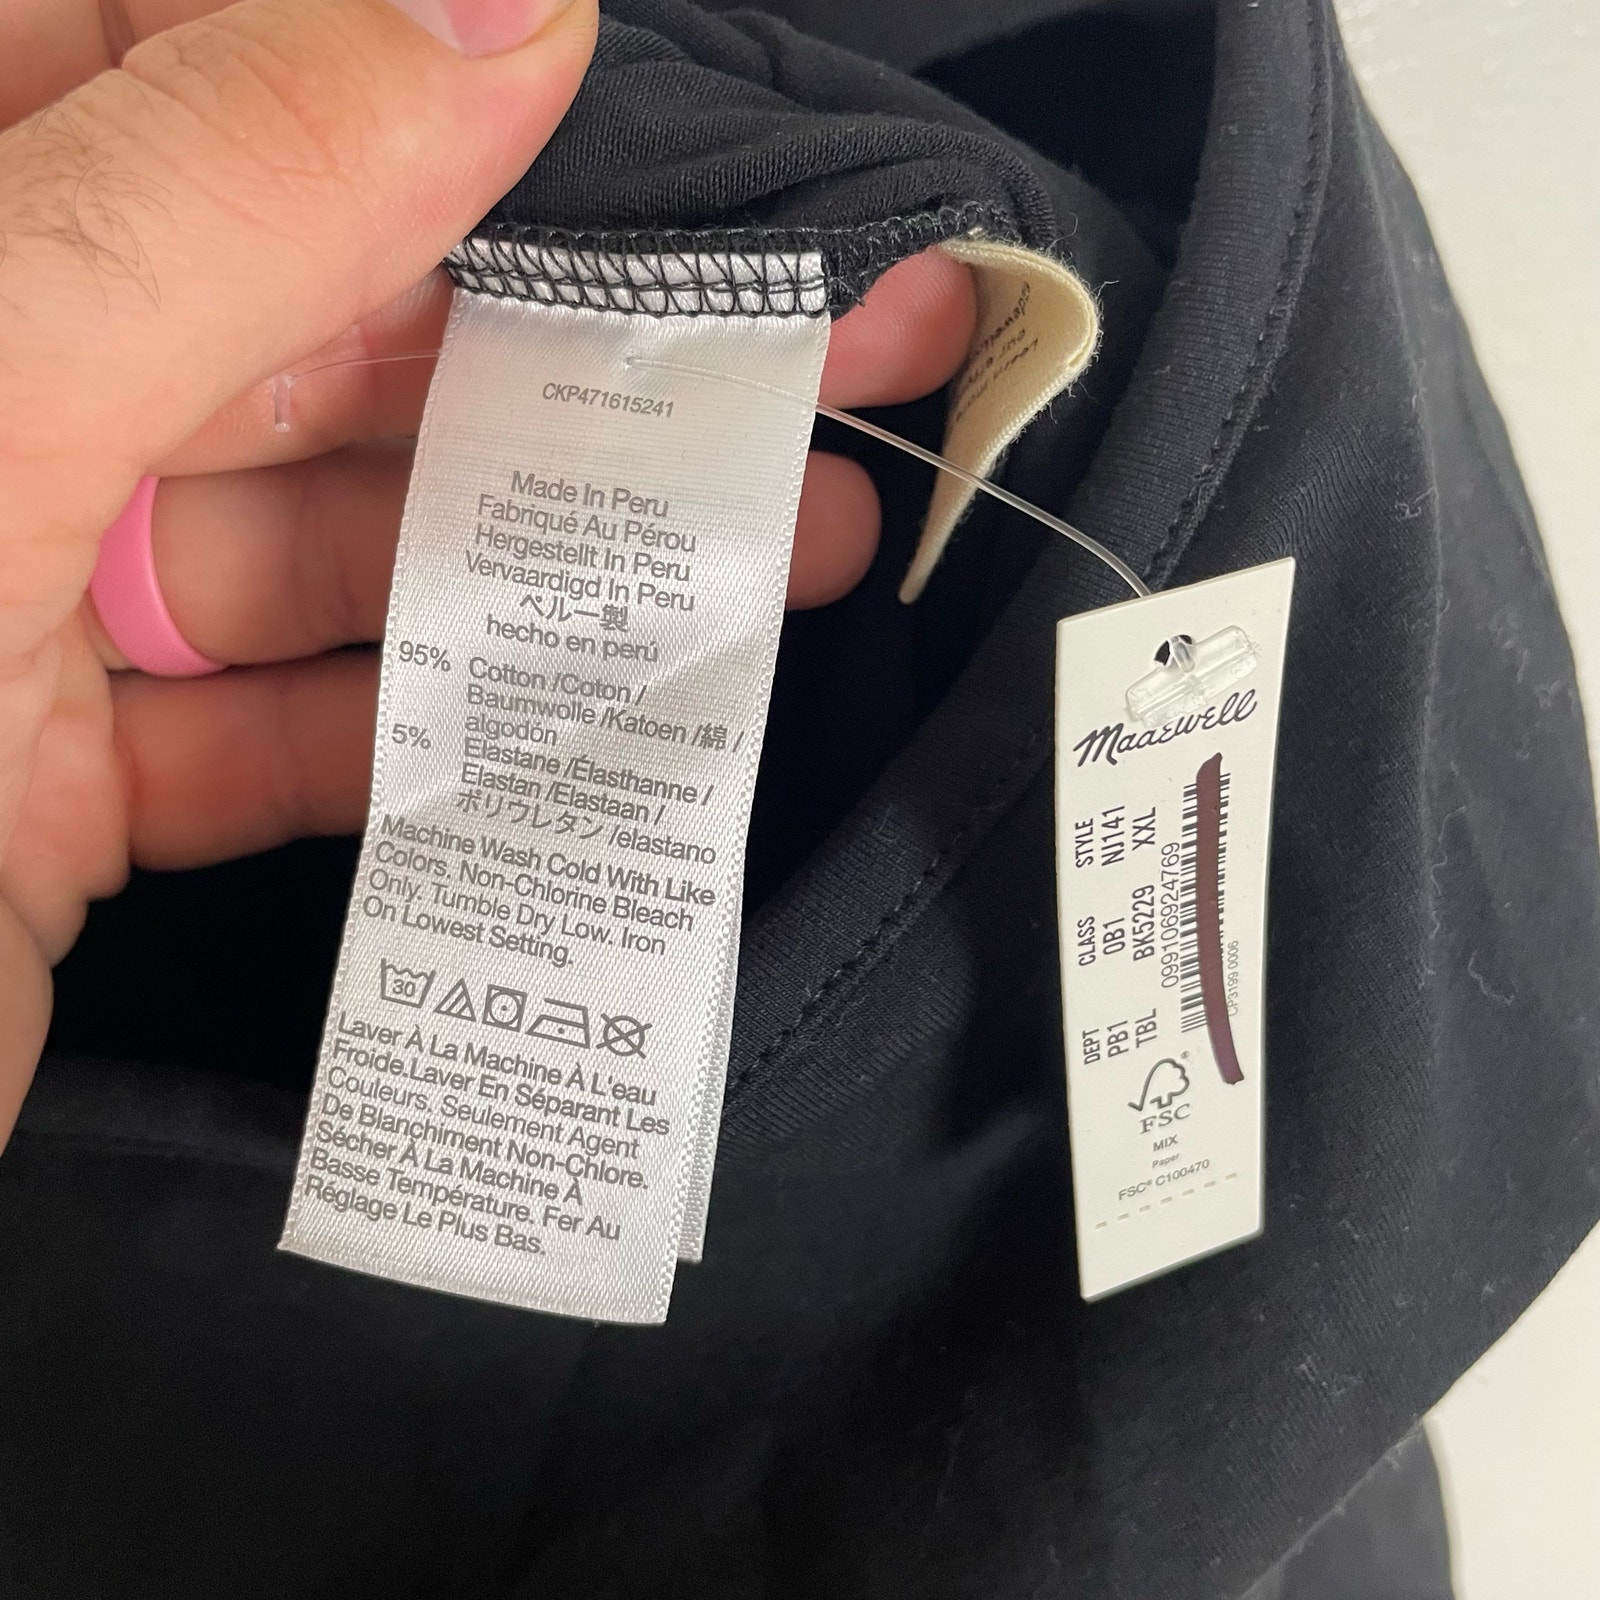 CKP471615241
Made In Peru
Fabriqué Au Pérou
Hergestellt In Peru
Vervaardigd In Peru
ペルー製
hecho en perú
95% Cotton /Coton /
Baumwolle /Katoen /綿 /
algodón
5% Elastane /Élasthanne /
Elastan /Elastaan /
ポリウレタン /elastano
Machine Wash Cold With Like
Colors. Non-Chlorine Bleach
Only. Tumble Dry Low. Iron
On Lowest Setting.
30
Laver À La Machine À L'eau
Froide.Laver En Séparant Les
Couleurs. Seulement Agent
De Blanchiment Non-Chlore.
Sécher À La Machine À
Basse Température. Fer Au
Réglage Le Plus Bas.
Madewell
DEPT CLASS STYLE
PB1 0B1 NJ141
TBL BK5229 XXL
099106924769
CP3199 0006
FSC®
MIX
Paper
FSC® C100470